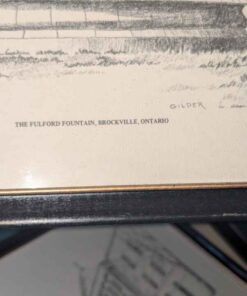 GILDER
THE FULFORD FOUNTAIN, BROCKVILLE, ONTARIO